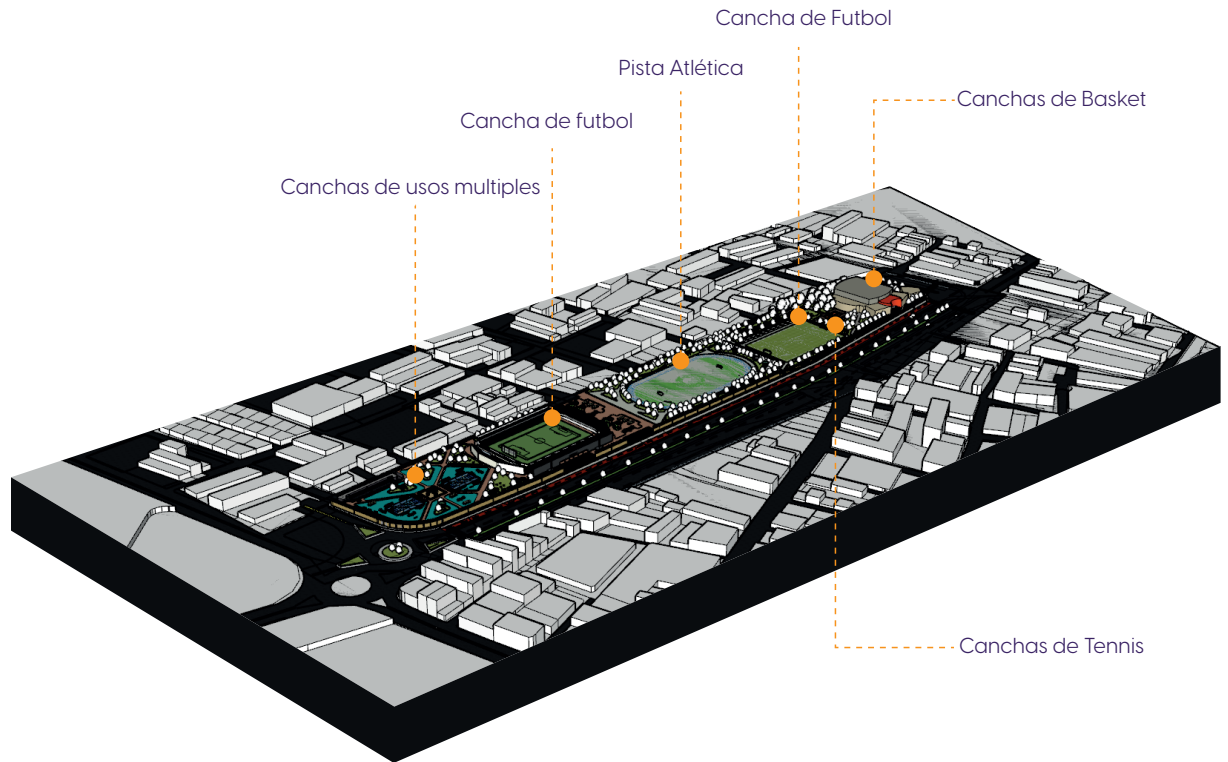 Cancha de Futbol
Pista Atlética
Canchas de Basket
Cancha de futbol
Canchas de usos multiples
Canchas de Tennis